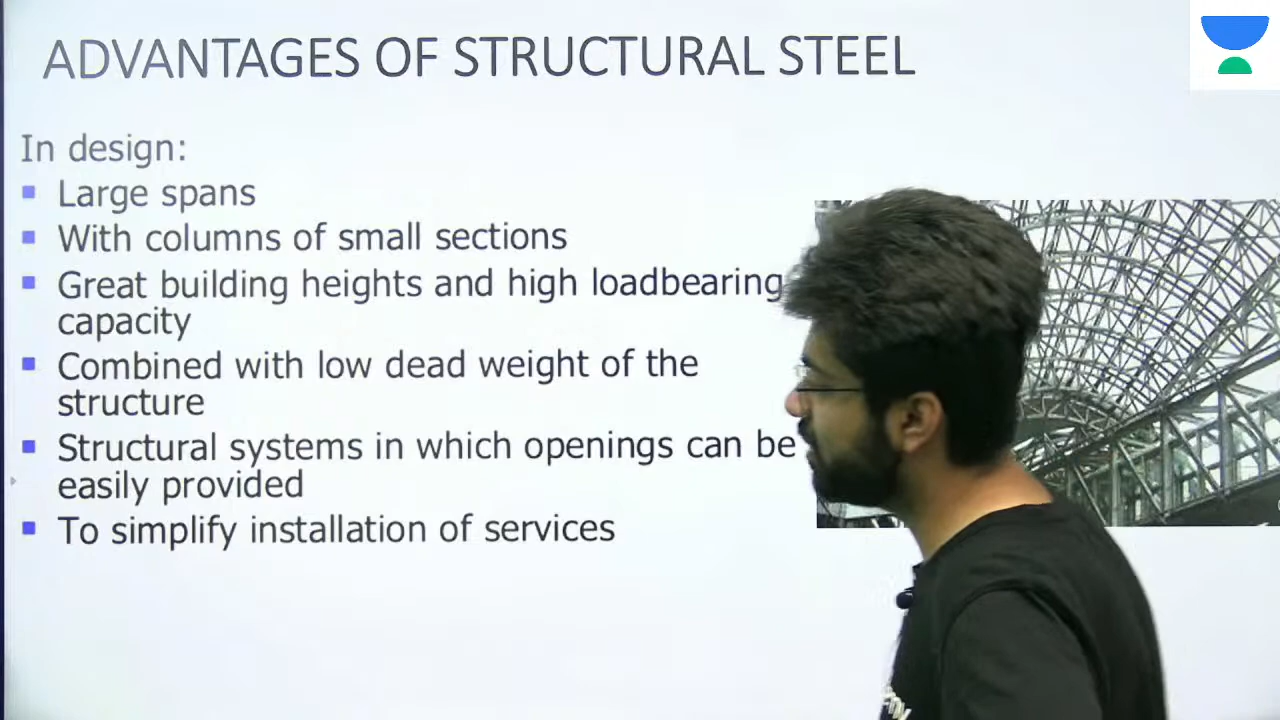 ADVANTAGES OF STRUCTURAL STEEL
In design:
Large spans
With columns of small sections
Great building heights and high loadbearing
capacity
Combined with low dead weight of the
structure
Structural systems in which openings can be
easily provided
To simplify installation of services